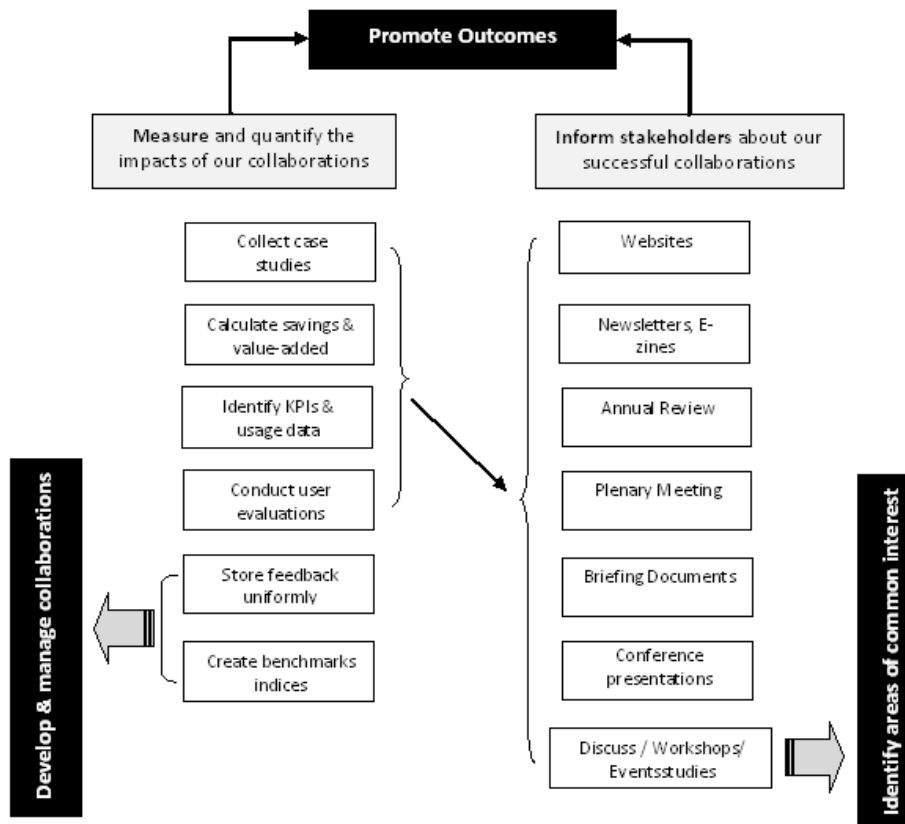 Promote Outcomes
Measure and quantify the
impacts of our collaborations
Inform stakeholders about our
successful collaborations
Collect case
studies
Calculate savings &
value-added
Identify KPIs &
usage data
Conduct user
evaluations
Store feedback
uniformly
Create benchmarks
indices
Websites
Newsletters, E-
zines
Annual Review
Plenary Meeting
Briefing Documents
Conference
presentations
Discuss / Workshops/
Eventsstudies
Develop & manage collaborations
Identify areas of common interest